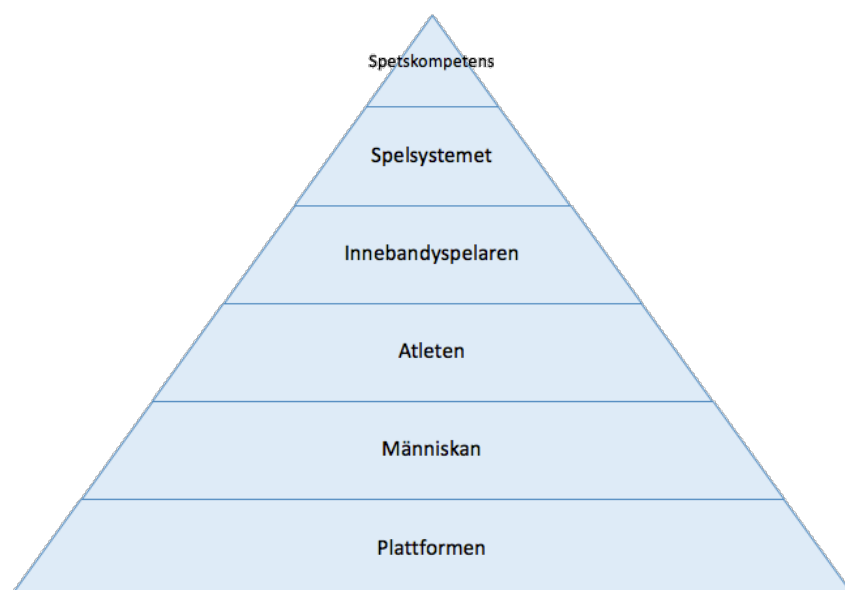 Spetskompetens
Spelsystemet
Innebandyspelaren
Atleten
Människan
Plattformen